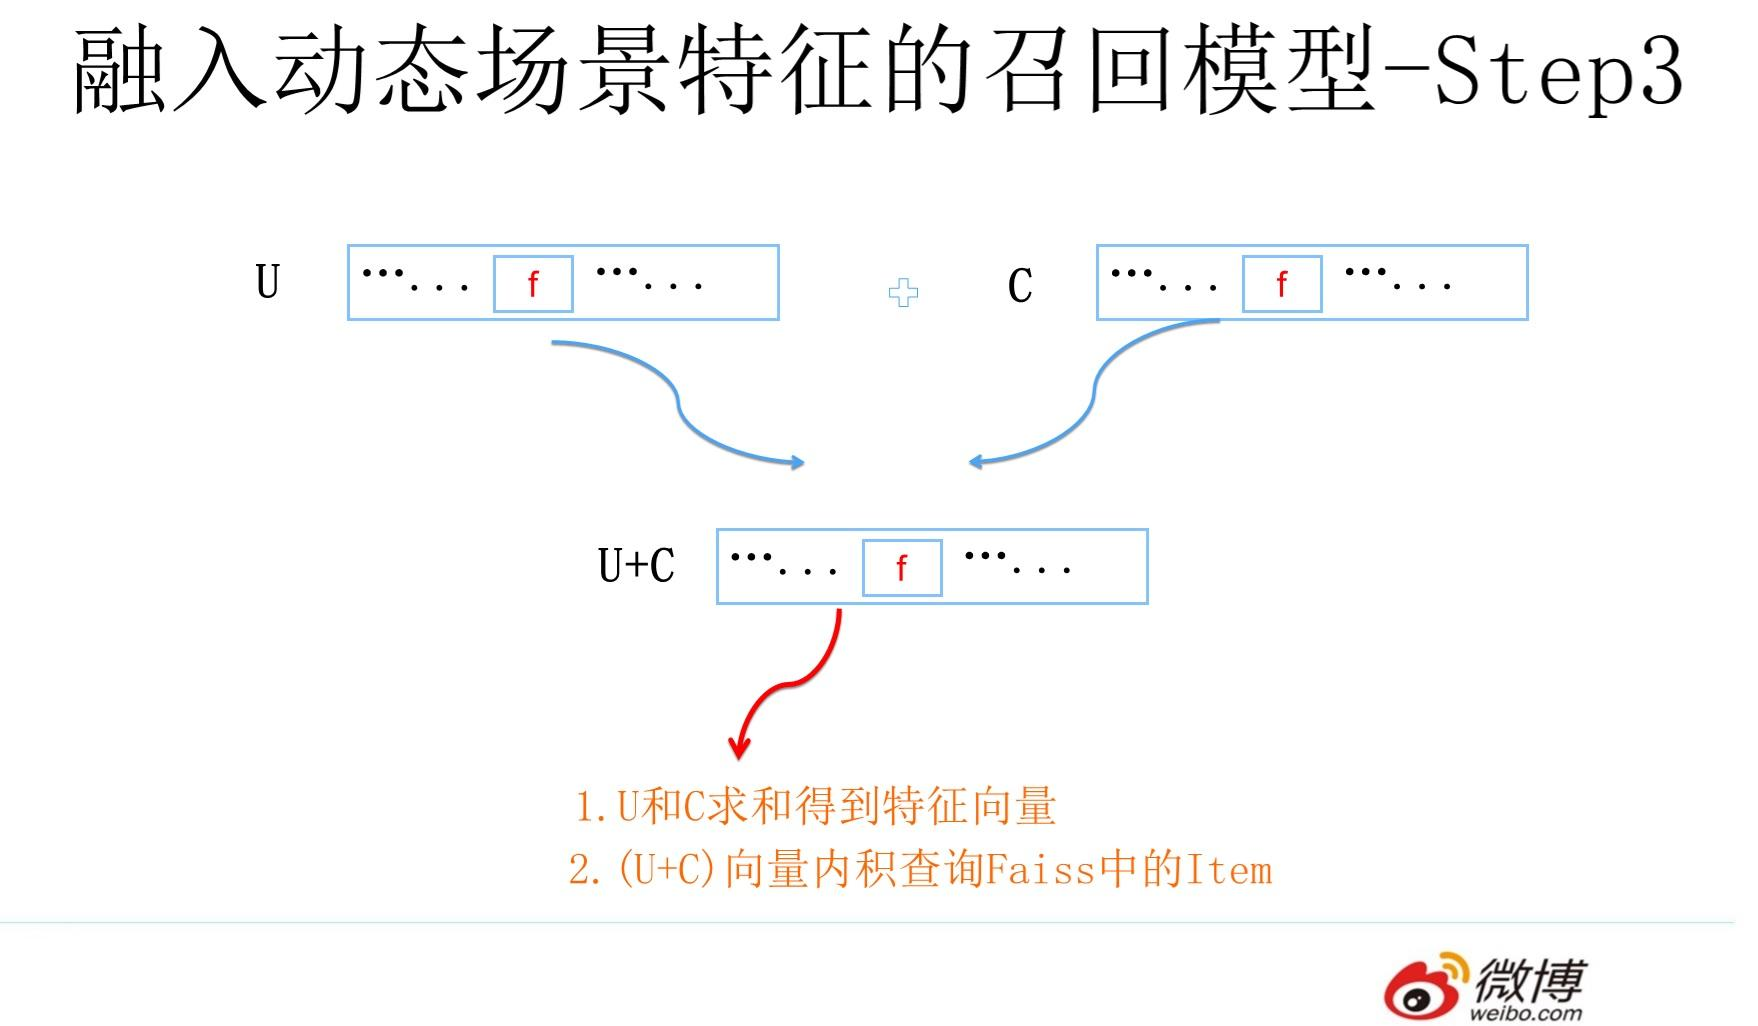 融入动态场景特征的召回模型-Step3
U ···... f ···... C ···... f ···...
U+C ···... f ···...
1.U和C求和得到特征向量
2.(U+C)向量内积查询Faiss中的Item
微博
weibo.com